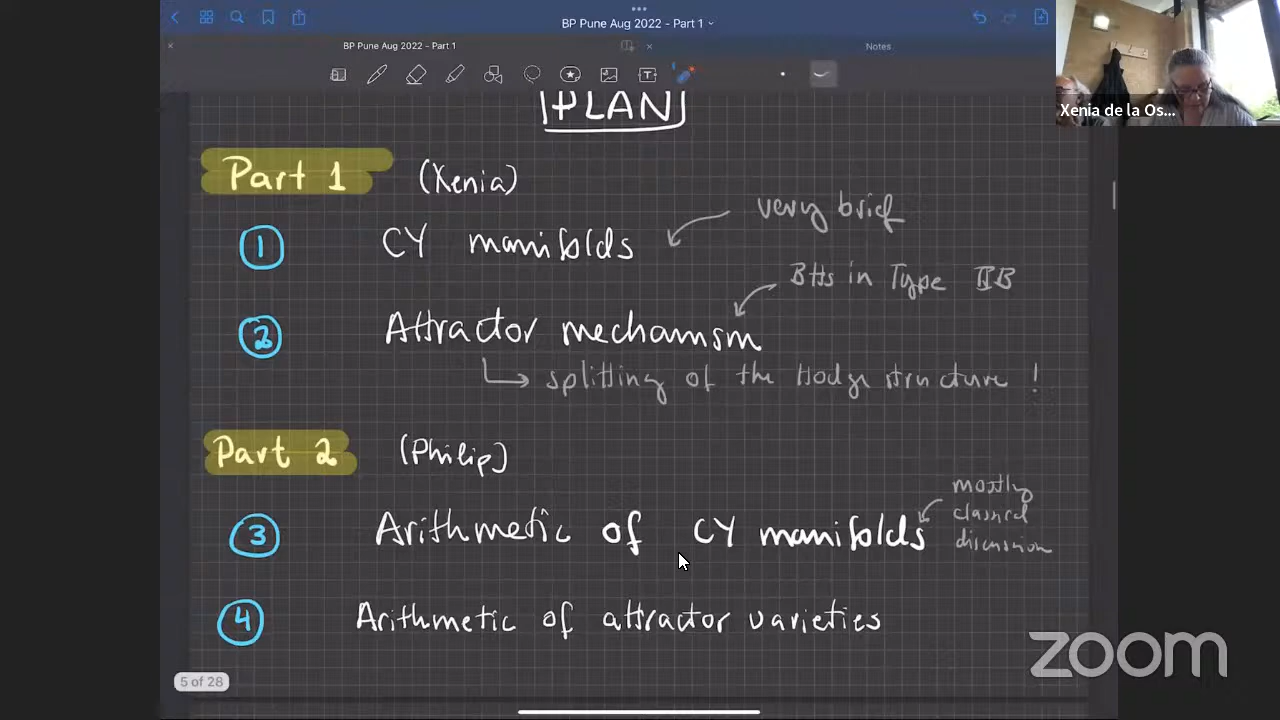 BP Pune Aug 2022 - Part 1
BP Pune Aug 2022 - Part 1
Notes
Xenia de la Os...
PLAN
Part 1 (Xenia)
very brief
1 CY manifolds
BHs in Type IIB
2 Attractor mechanism
splitting of the Hodge structure !
Part 2 (Philip)
mostly
classical
discussion
3 Arithmetic of CY manifolds
4 Arithmetic of attractor varieties
5 of 28
zoom